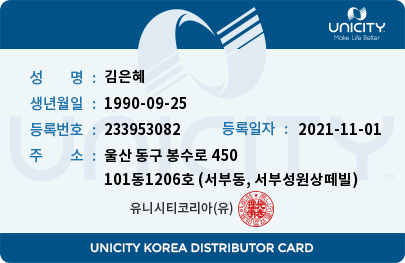 UNICITY
Make Life Better
성 명 : 김은혜
생년월일 : 1990-09-25
등록번호 : 233953082 등록일자 : 2021-11-01
주 소 : 울산 동구 봉수로 450
101동1206호 (서부동, 서부성원상떼빌)
유니시티코리아(유)
UNICITY KOREA DISTRIBUTOR CARD